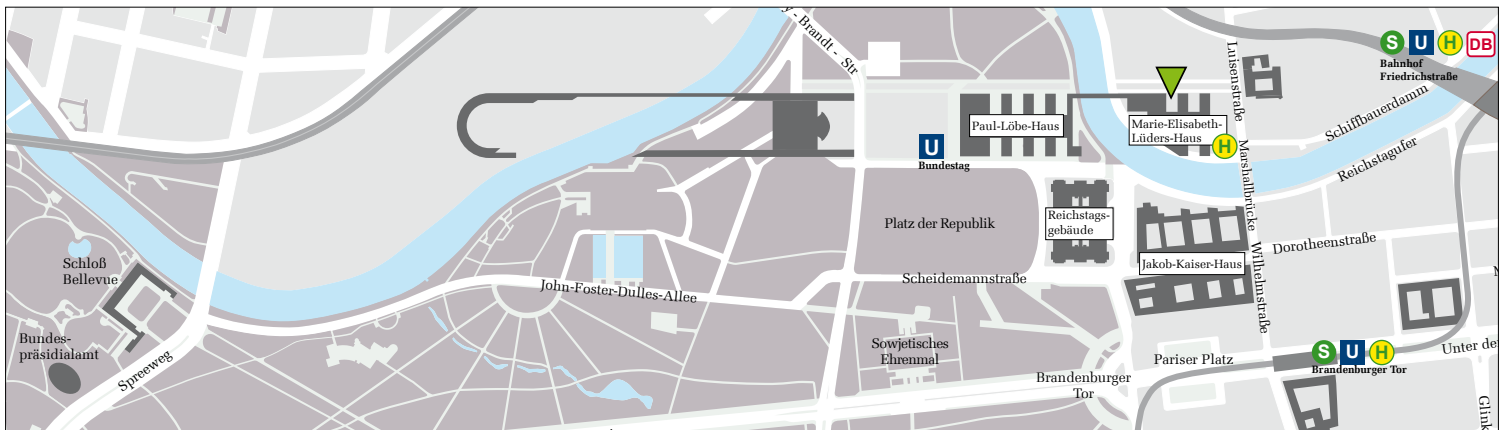 y - Brandt - Str
Luisenstraße
S U H DB
Bahnhof
Friedrichstraße
Schiffbauerdamm
Paul-Löbe-Haus
Marie-Elisabeth-
Lüders-Haus
H
U
Bundestag
Marschallbrücke
Reichstagufer
Reichstags-
gebäude
Platz der Republik
Dorotheenstraße
Jakob-Kaiser-Haus
Wilhelmstraße
Schloß
Bellevue
Scheidemannstraße
John-Foster-Dulles-Allee
Bundes-
präsidialamt
Spreeweg
Sowjetisches
Ehrenmal
Pariser Platz
S U H
Brandenburger Tor
Unter de
Brandenburger
Tor
Glink